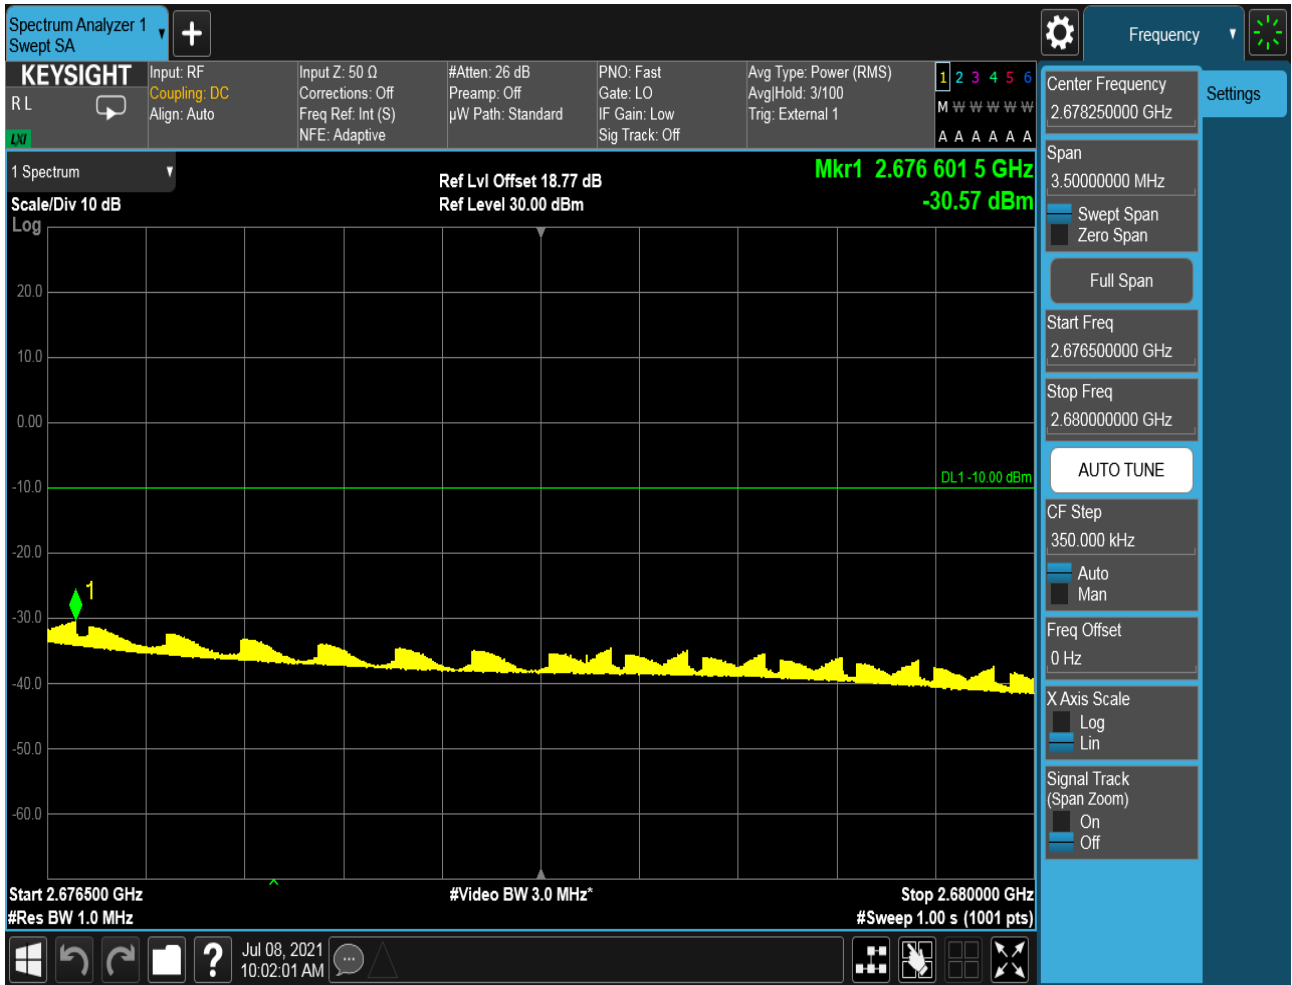 Spectrum Analyzer 1
Swept SA
Frequency
KEYSIGHT
R L
LXI
Input: RF
Coupling: DC
Align: Auto
Input Z: 50 Ω
Corrections: Off
Freq Ref: Int (S)
NFE: Adaptive
#Atten: 26 dB
Preamp: Off
µW Path: Standard
PNO: Fast
Gate: LO
IF Gain: Low
Sig Track: Off
Avg Type: Power (RMS)
Avg|Hold: 3/100
Trig: External 1
1 2 3 4 5 6
M W W W W W
A A A A A A
1 Spectrum
Scale/Div 10 dB
Log
Ref Lvl Offset 18.77 dB
Ref Level 30.00 dBm
Mkr1 2.676 601 5 GHz
-30.57 dBm
20.0
10.0
0.00
-10.0
-20.0
-30.0
-40.0
-50.0
-60.0
DL1 -10.00 dBm
1
Start 2.676500 GHz
#Res BW 1.0 MHz
#Video BW 3.0 MHz*
Stop 2.680000 GHz
#Sweep 1.00 s (1001 pts)
Jul 08, 2021
10:02:01 AM
?
Settings
Center Frequency
2.678250000 GHz
Span
3.50000000 MHz
Swept Span
Zero Span
Full Span
Start Freq
2.676500000 GHz
Stop Freq
2.680000000 GHz
AUTO TUNE
CF Step
350.000 kHz
Auto
Man
Freq Offset
0 Hz
X Axis Scale
Log
Lin
Signal Track
(Span Zoom)
On
Off